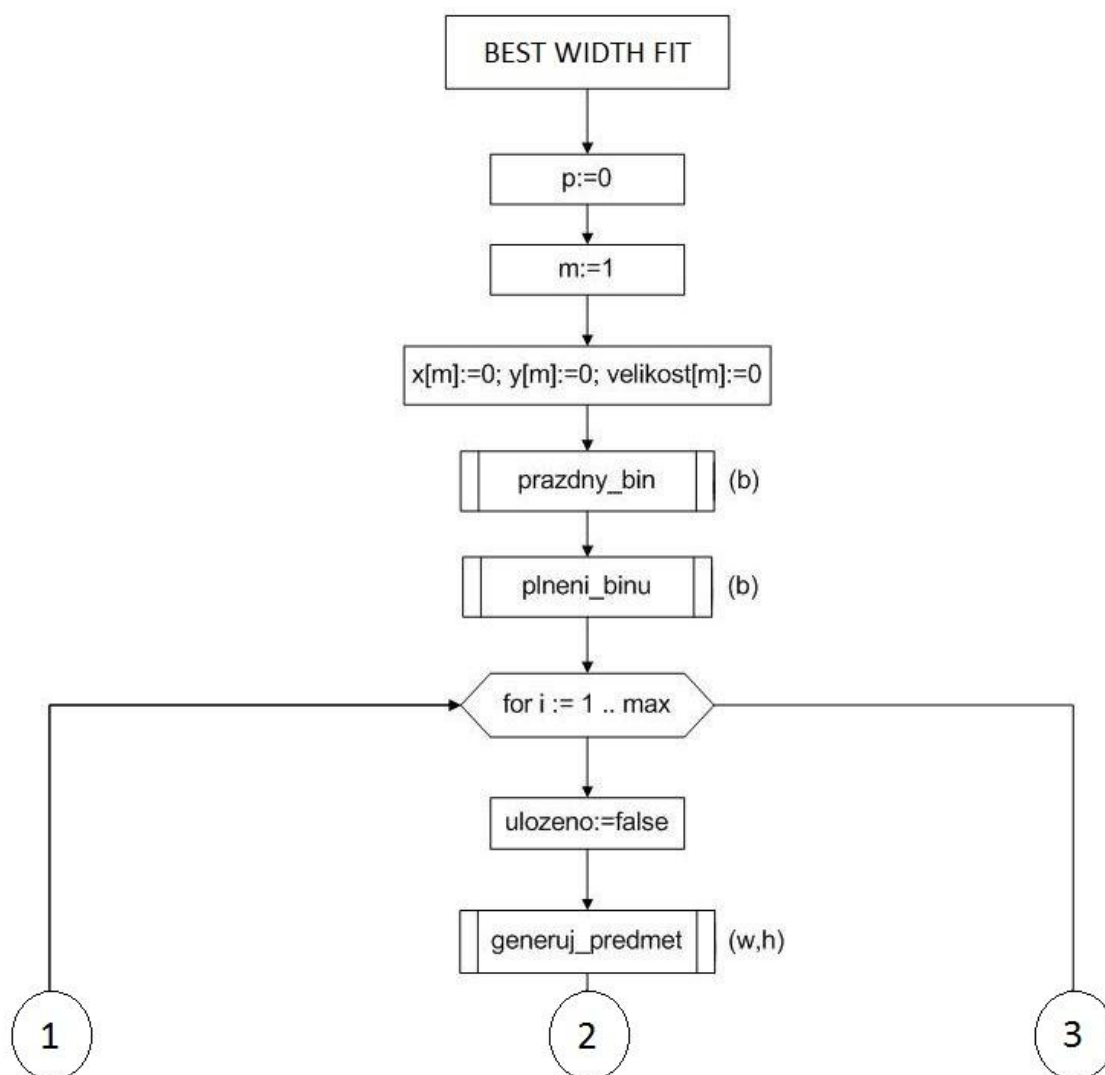 BEST WIDTH FIT
p:=0
m:=1
x[m]:=0; y[m]:=0; velikost[m]:=0
prazdny_bin (b)
plneni_binu (b)
for i := 1 .. max
ulozeno:=false
generuj_predmet (w,h)
1 2 3